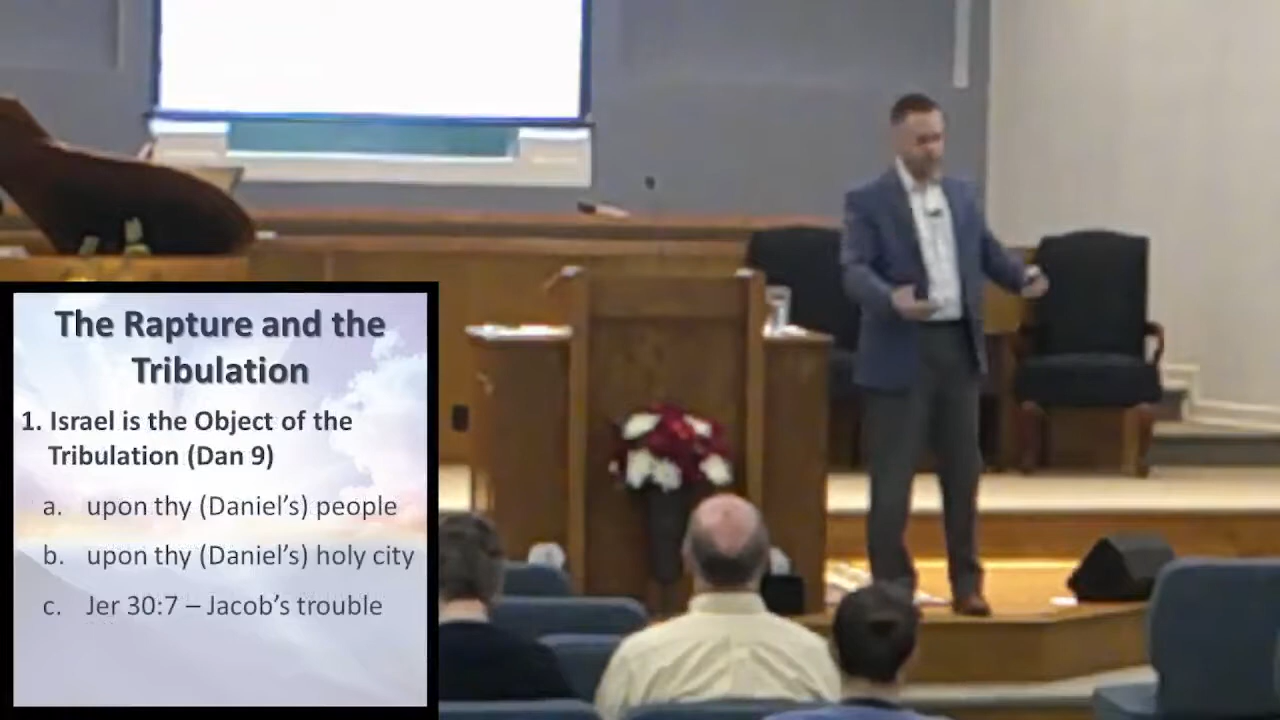 The Rapture and the
Tribulation
1. Israel is the Object of the
Tribulation (Dan 9)
a. upon thy (Daniel's) people
b. upon thy (Daniel's) holy city
c. Jer 30:7 – Jacob's trouble